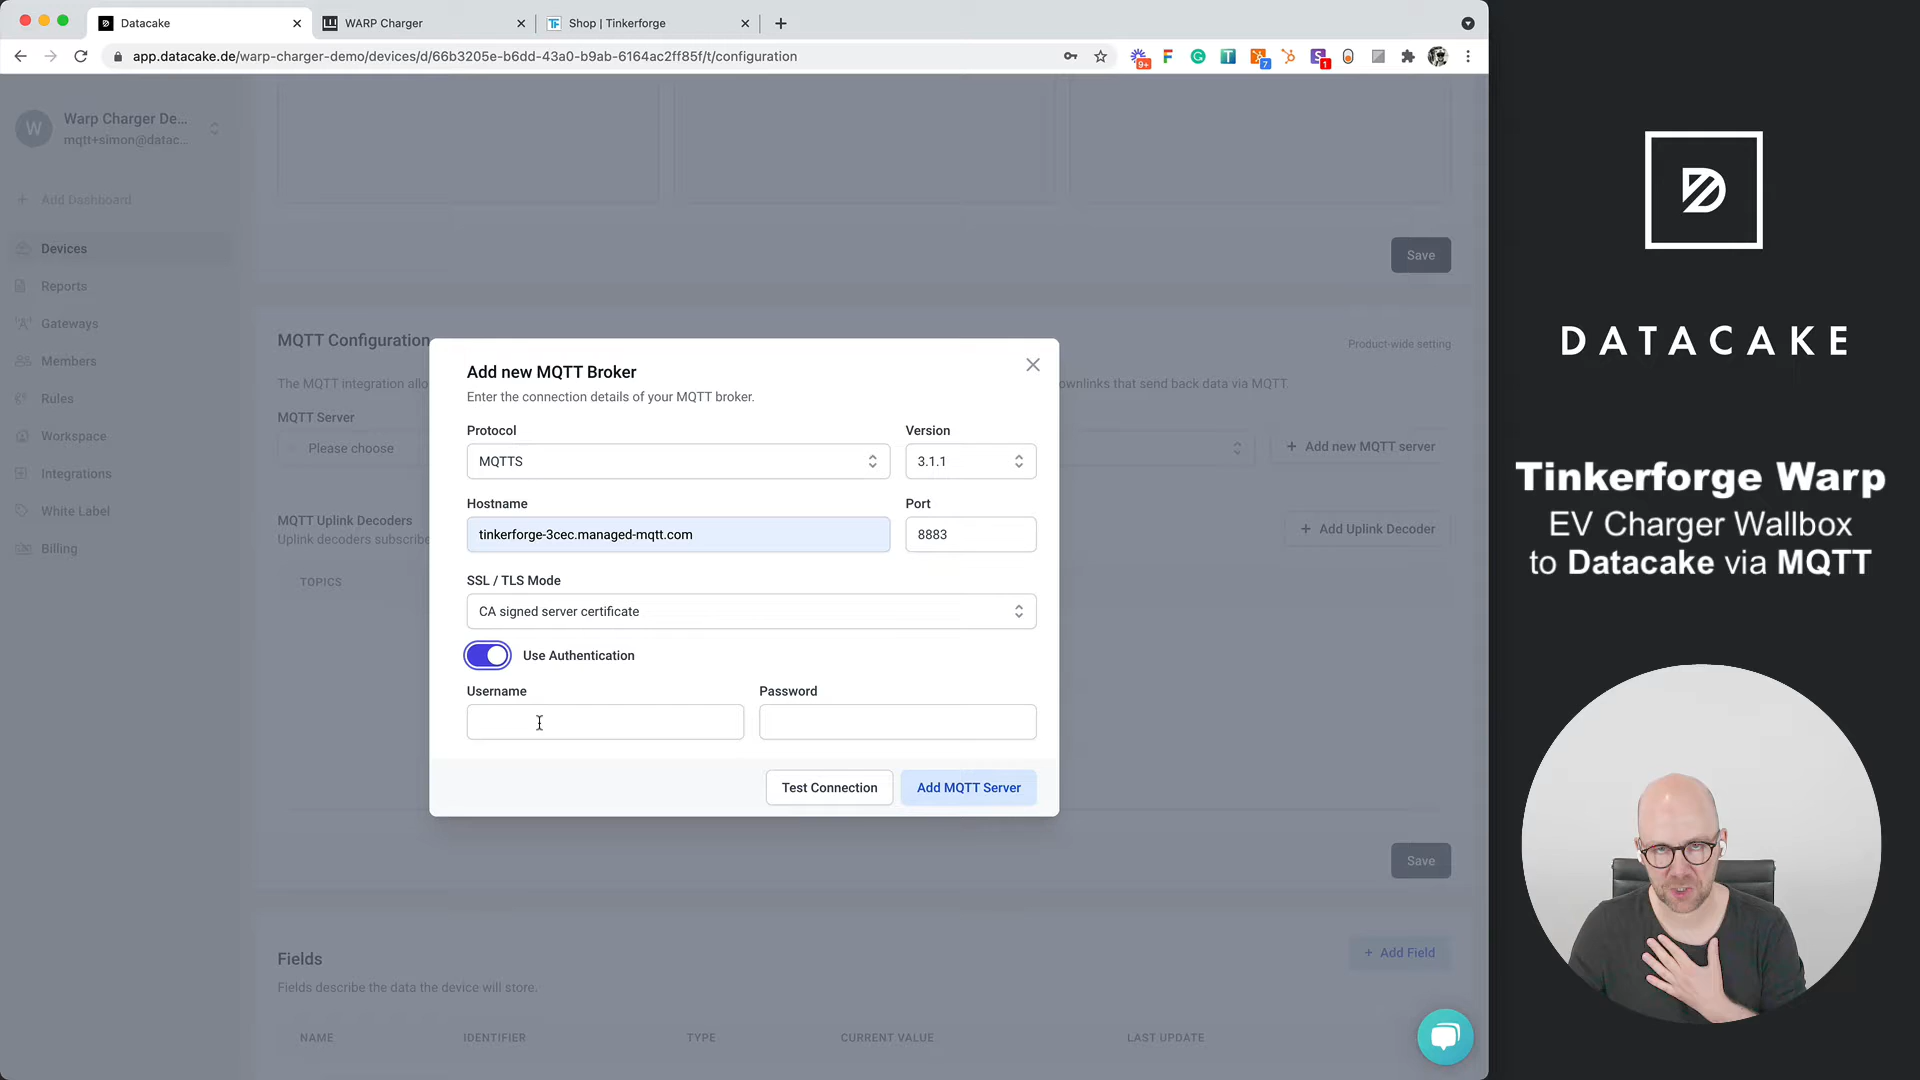 Datacake
WARP Charger
Shop | Tinkerforge
app.datacake.de/warp-charger-demo/devices/d/66b3205e-b6dd-43a0-b9ab-6164ac2ff85f/t/configuration
9+
7
1
W
Warp Charger De...
mqtt+simon@datac...
Add Dashboard
Devices
Reports
Gateways
Members
Rules
Workspace
Integrations
White Label
Billing
Save
MQTT Configuration
Product-wide setting
The MQTT integration allo
ownlinks that send back data via MQTT.
MQTT Server
Please choose
+ Add new MQTT server
MQTT Uplink Decoders
Uplink decoders subscribe
+ Add Uplink Decoder
TOPICS
Add new MQTT Broker
Enter the connection details of your MQTT broker.
Protocol
Version
MQTTS
3.1.1
Hostname
Port
tinkerforge-3cec.managed-mqtt.com
8883
SSL / TLS Mode
CA signed server certificate
Use Authentication
Username
Password
Test Connection
Add MQTT Server
Save
Fields
+ Add Field
Fields describe the data the device will store.
NAME
IDENTIFIER
TYPE
CURRENT VALUE
LAST UPDATE
DATACAKE
Tinkerforge Warp
EV Charger Wallbox
to Datacake via MQTT